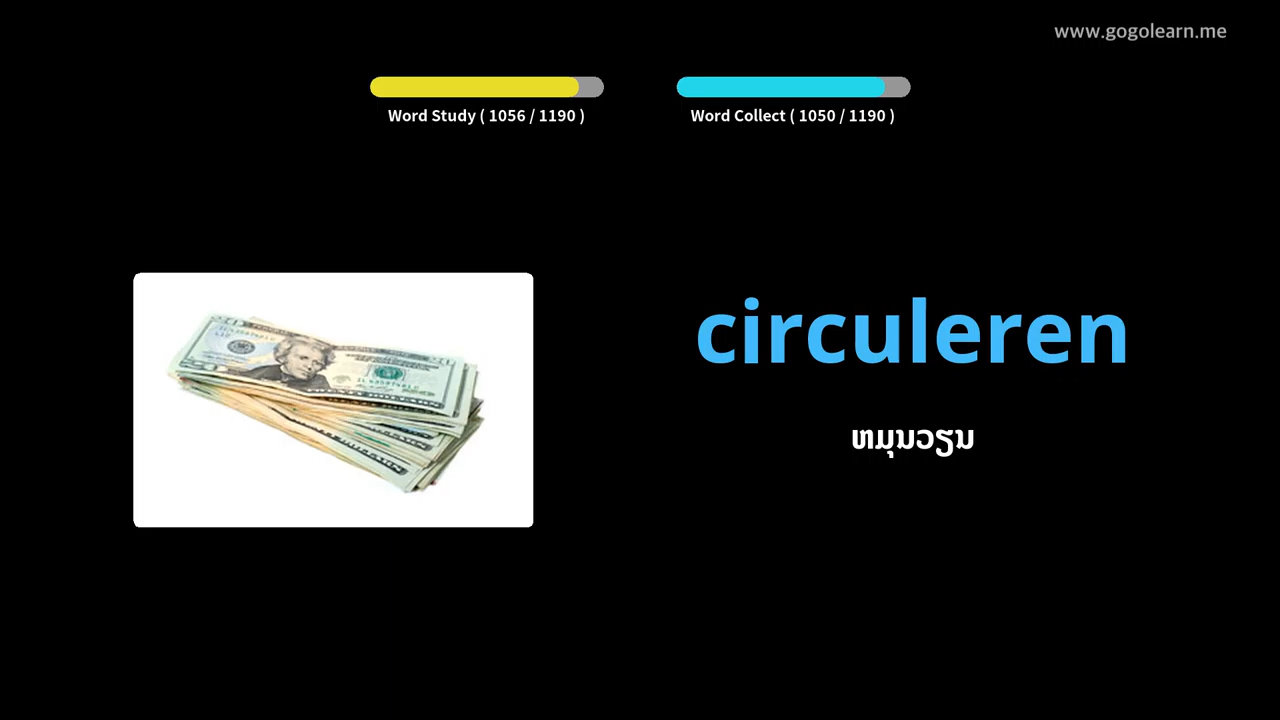 www.gogolearn.me
Word Study ( 1056 / 1190 )
Word Collect ( 1050 / 1190 )
circuleren
ຫມຸນວຽນ